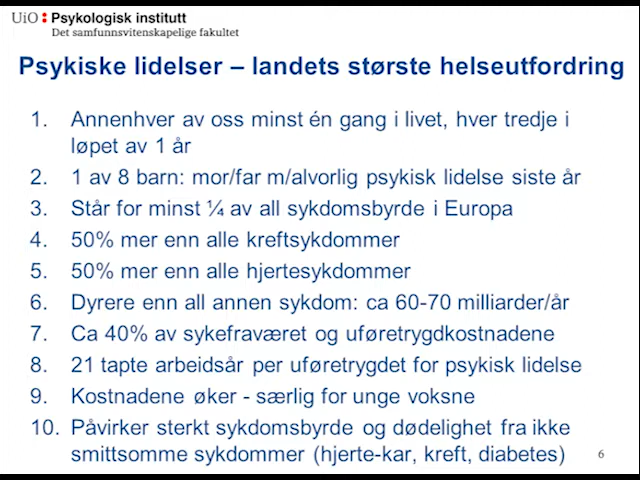 UiO Psykologisk institutt
Det samfunnsvitenskapelige fakultet
Psykiske lidelser – landets største helseutfordring
1. Annenhver av oss minst én gang i livet, hver tredje i
løpet av 1 år
2. 1 av 8 barn: mor/far m/alvorlig psykisk lidelse siste år
3. Står for minst ¼ av all sykdomsbyrde i Europa
4. 50% mer enn alle kreftsykdommer
5. 50% mer enn alle hjertesykdommer
6. Dyrere enn all annen sykdom: ca 60-70 milliarder/år
7. Ca 40% av sykefraværet og uføretrygdkostnadene
8. 21 tapte arbeidsår per uføretrygdet for psykisk lidelse
9. Kostnadene øker - særlig for unge voksne
10. Påvirker sterkt sykdomsbyrde og dødelighet fra ikke
smittsomme sykdommer (hjerte-kar, kreft, diabetes)
6